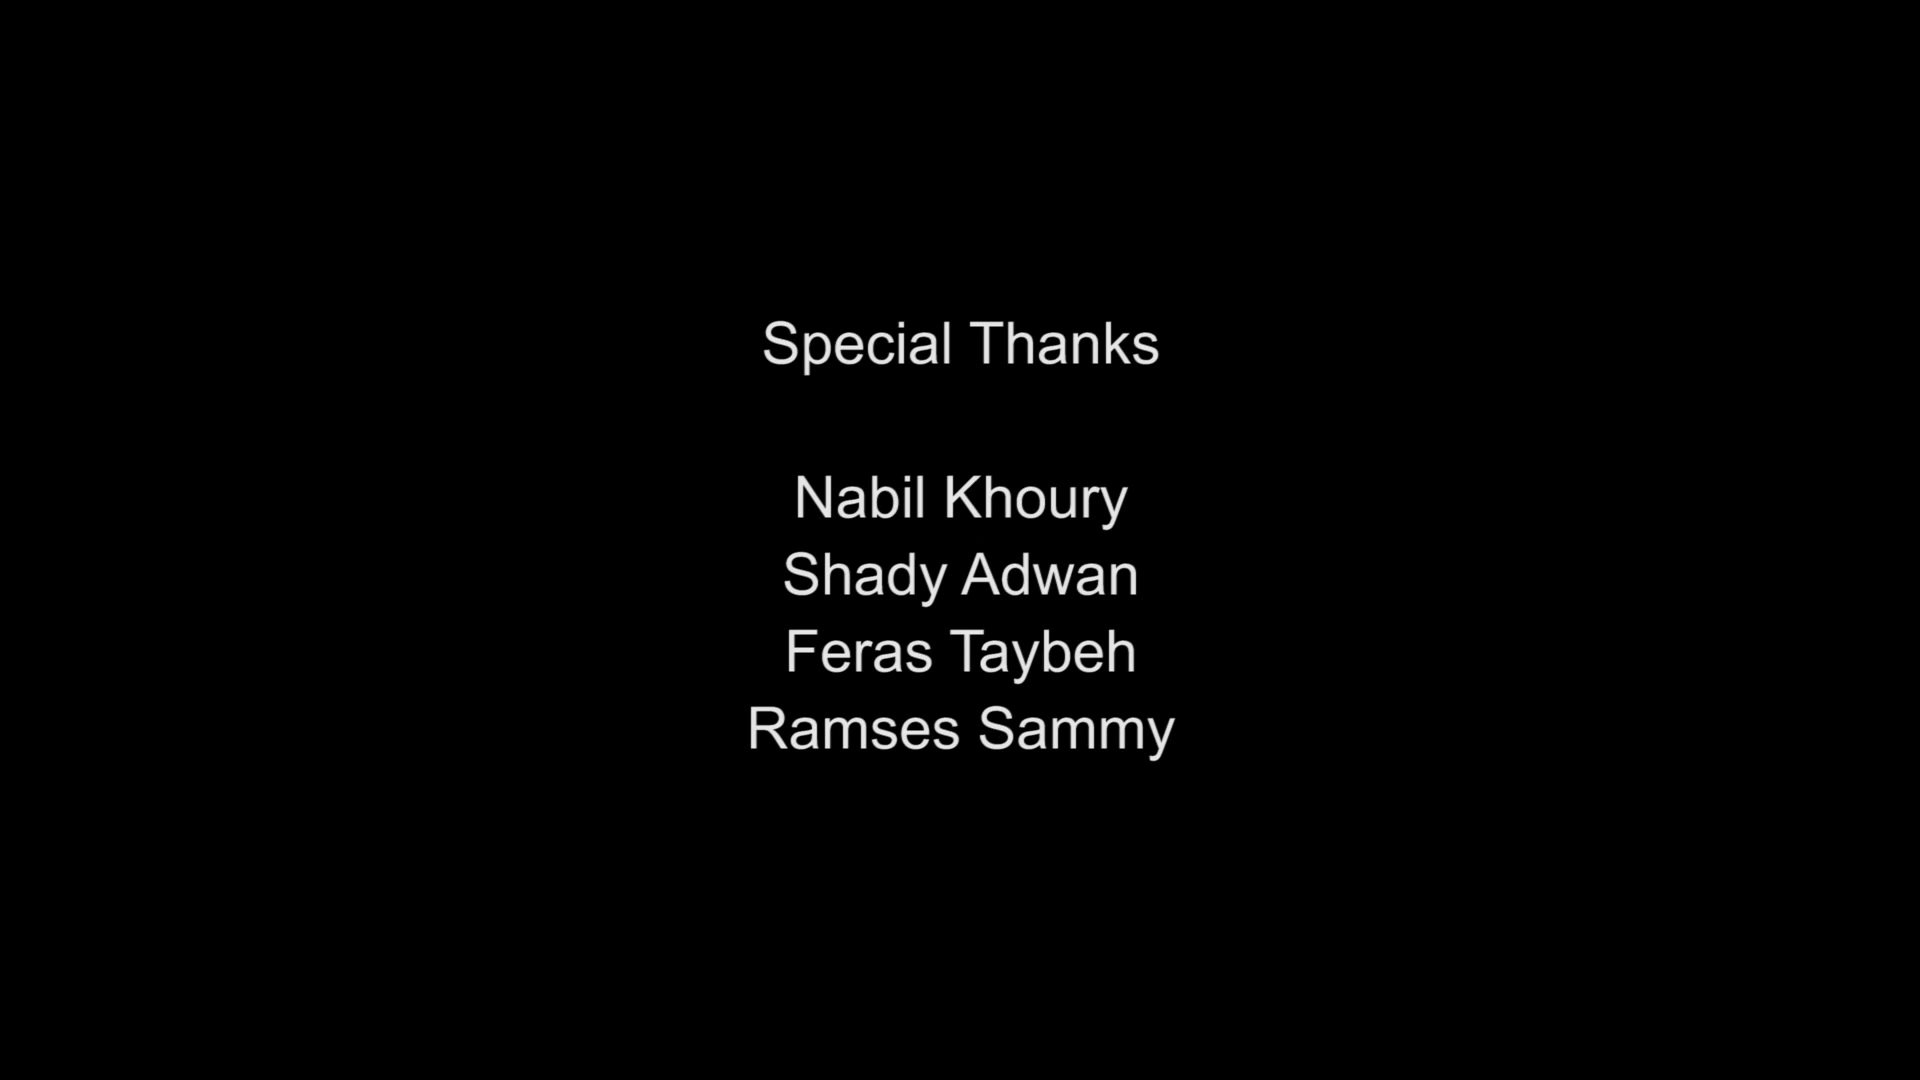 Special Thanks
Nabil Khoury
Shady Adwan
Feras Taybeh
Ramses Sammy